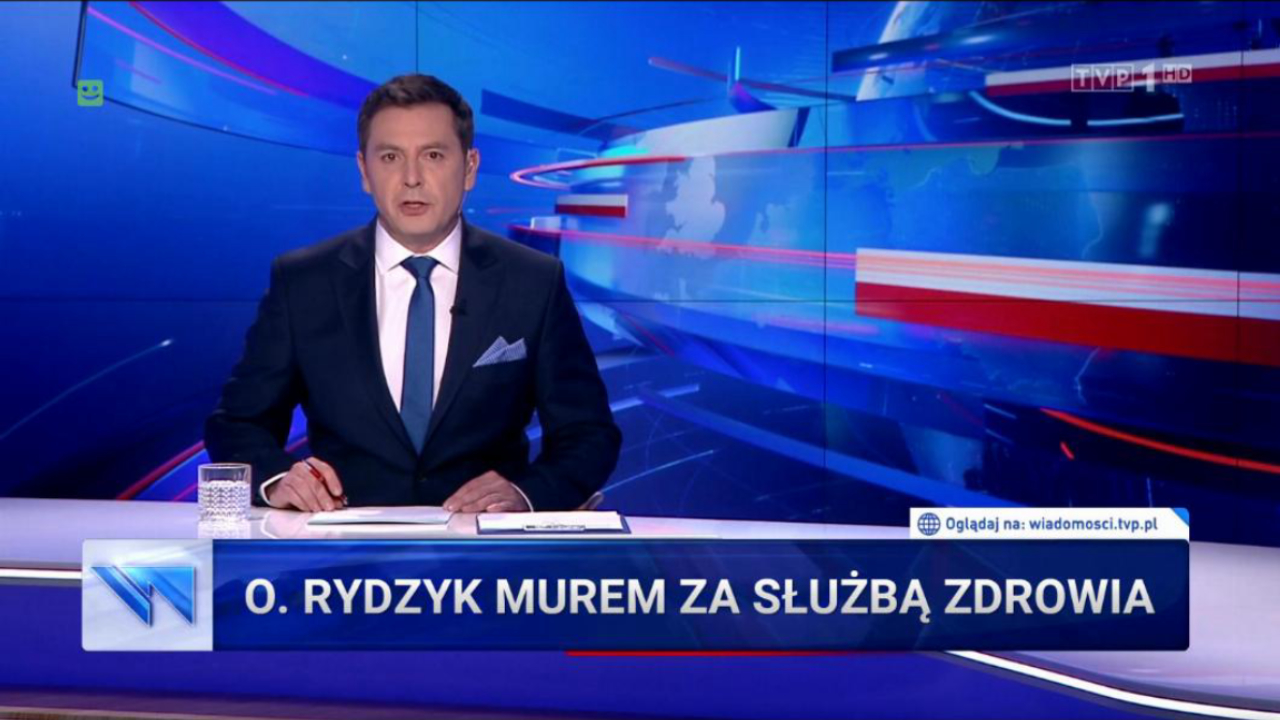 TVP1 HD
Oglądaj na: wiadomosci.tvp.pl
O. RYDZYK MUREM ZA SŁUŻBĄ ZDROWIA